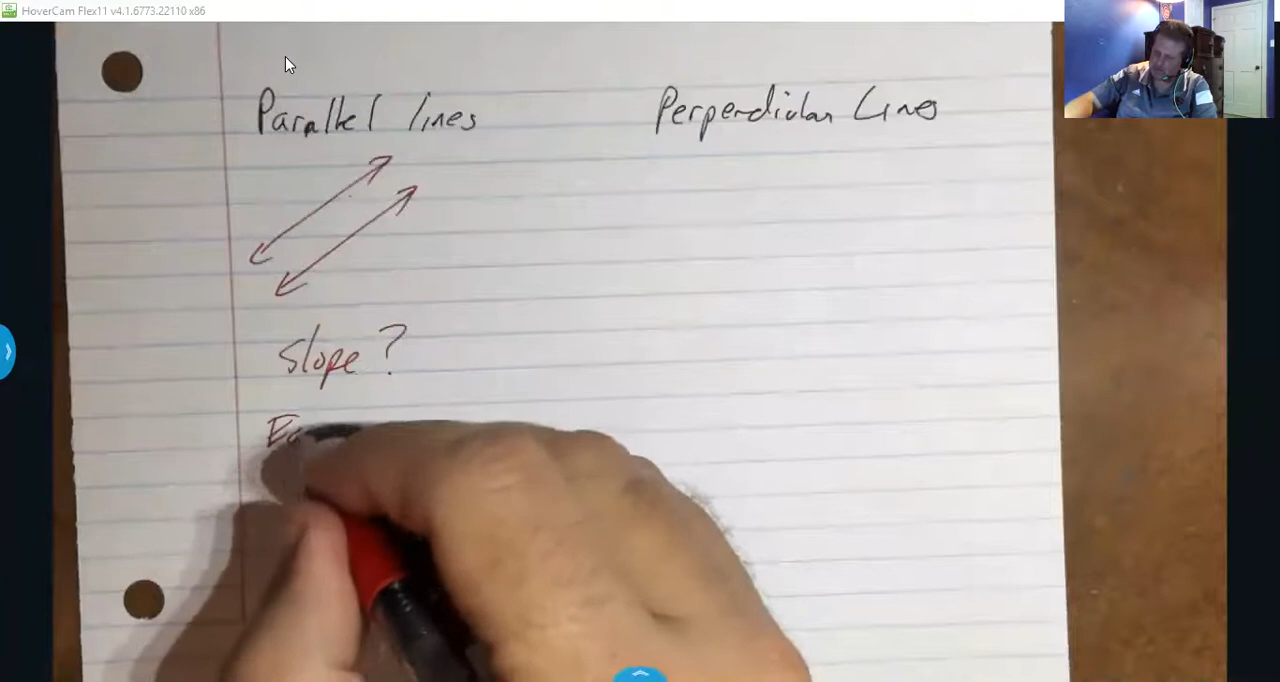 HoverCam Flex11 v4.1.6773.22110 x86
Parallel lines
Perpendicular Lines
Slope ?